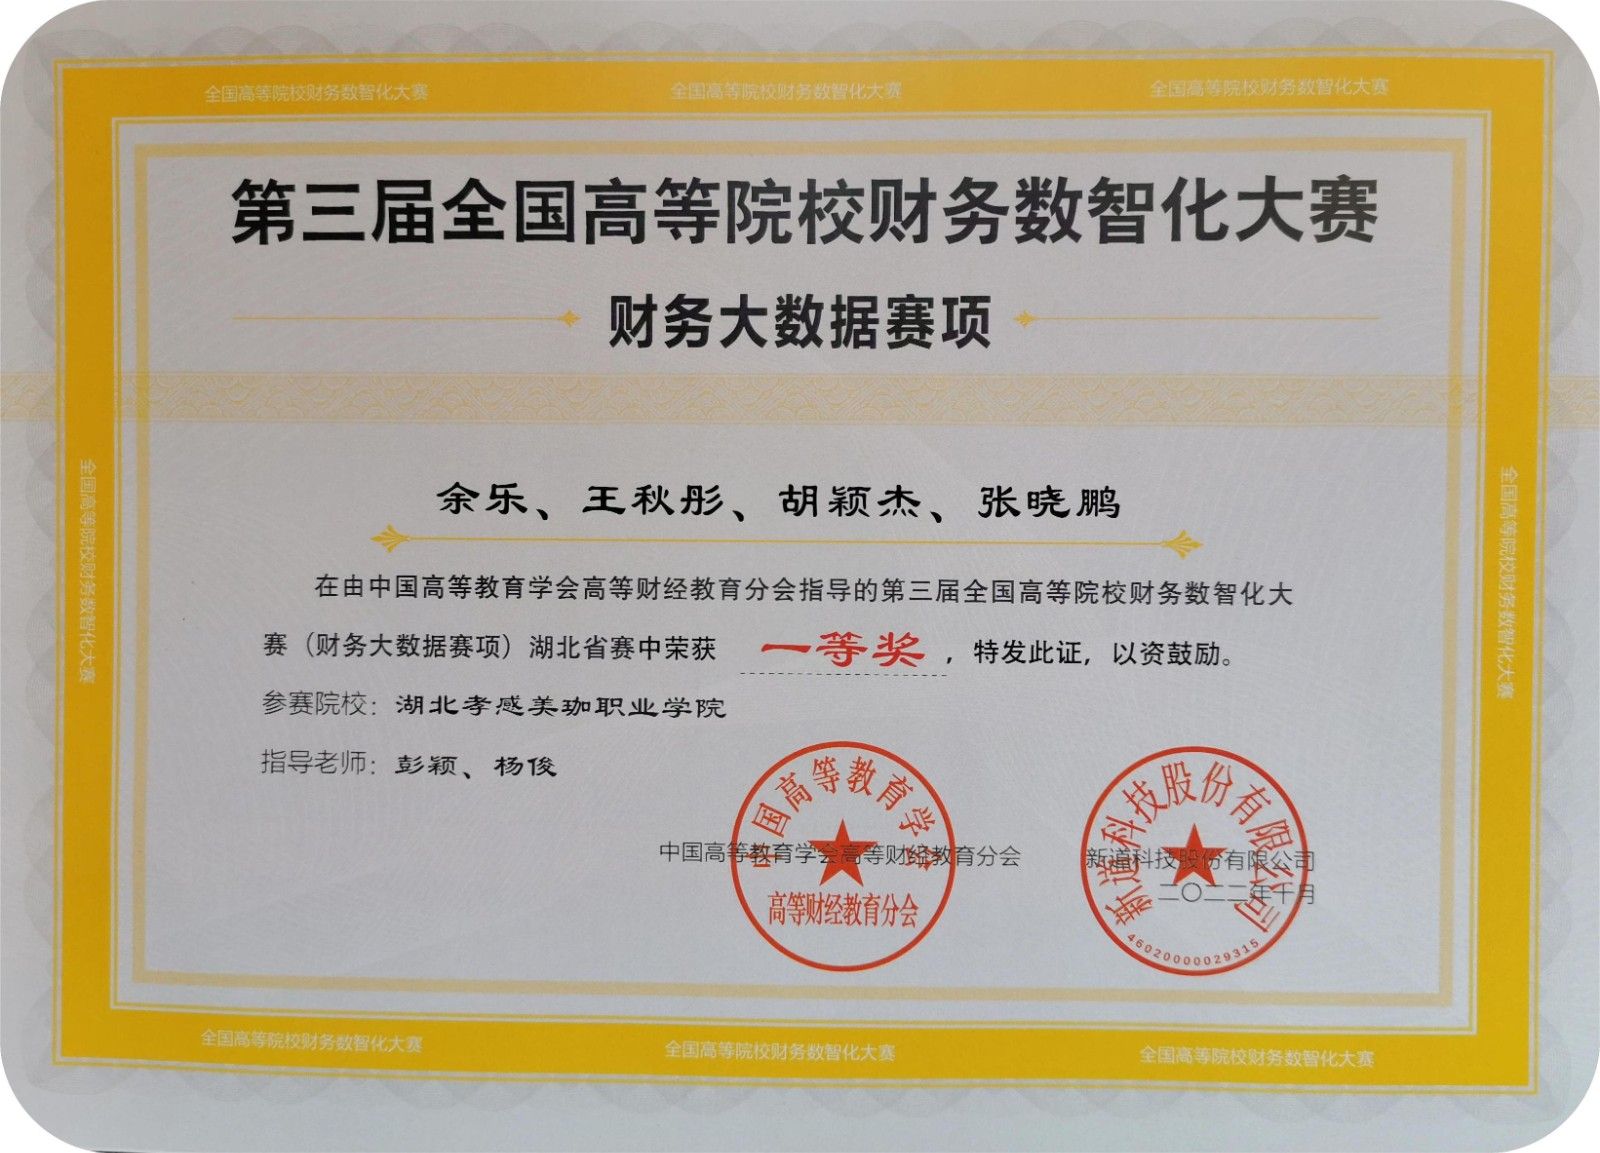 全国高等院校财务数智化大赛
全国高等院校财务数智化大赛
全国高等院校财务数智化大赛
第三届全国高等院校财务数智化大赛
财务大数据赛项
全国高等院校财务数智化大赛
全国高等院校财务数智化大赛
余乐、王秋彤、胡颖杰、张晓鹏
在由中国高等教育学会高等财经教育分会指导的第三届全国高等院校财务数智化大
赛（财务大数据赛项）湖北省赛中荣获 一等奖 ，特发此证，以资鼓励。
参赛院校：湖北孝感美珈职业学院
指导老师：彭颖、杨俊
中国高等教育学会
高等财经教育分会
中国高等教育学会高等财经教育分会
新道科技股份有限公司
4602000029315
新道科技股份有限公司
二〇二二年十月
全国高等院校财务数智化大赛
全国高等院校财务数智化大赛
全国高等院校财务数智化大赛